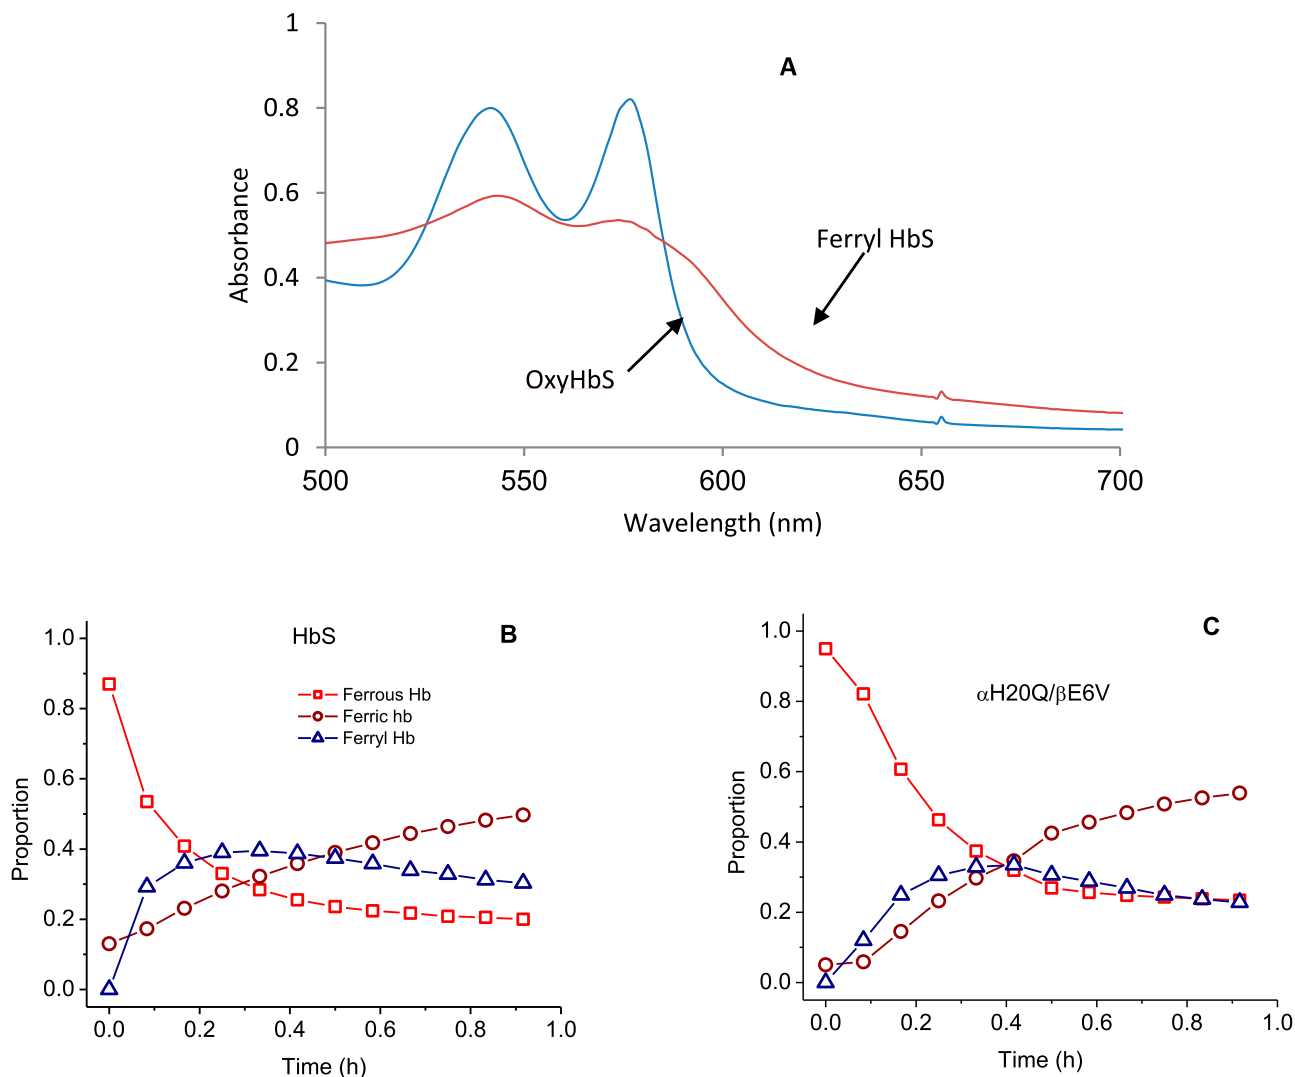 A
1
0.8
0.6
0.4
0.2
0
Absorbance
Ferryl HbS
OxyHbS
500 550 600 650 700
Wavelength (nm)
HbS
B
1.0
0.8
0.6
0.4
0.2
0.0
Proportion
Ferrous Hb
Ferric hb
Ferryl Hb
0.0 0.2 0.4 0.6 0.8 1.0
Time (h)
C
αH20Q/βE6V
1.0
0.8
0.6
0.4
0.2
0.0
Proportion
0.0 0.2 0.4 0.6 0.8 1.0
Time (h)